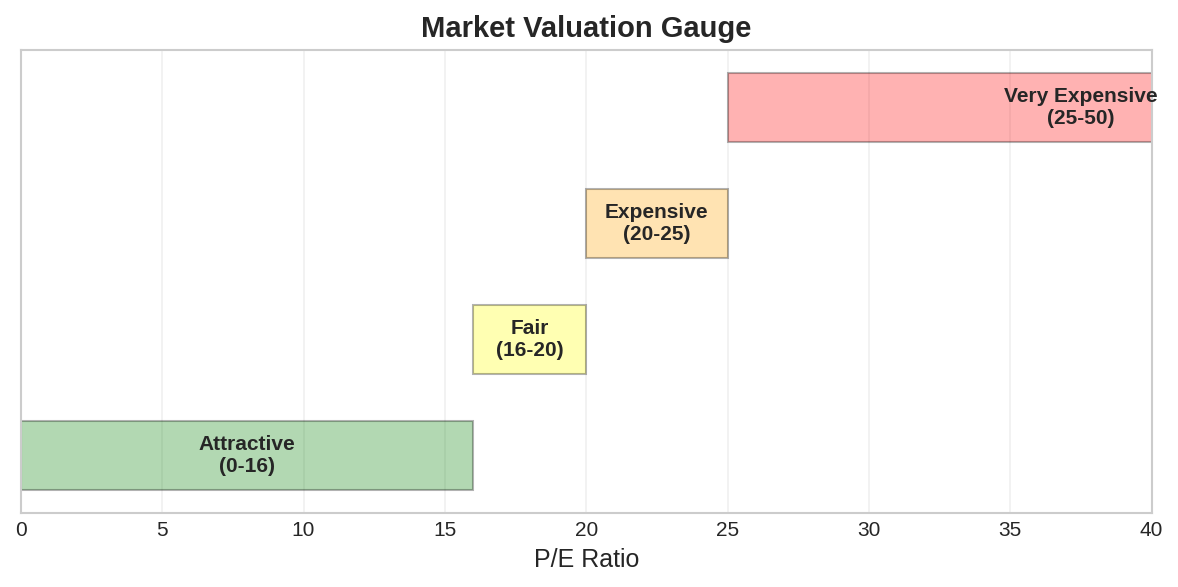 Market Valuation Gauge
Very Expensive
(25-50)
Expensive
(20-25)
Fair
(16-20)
Attractive
(0-16)
0 5 10 15 20 25 30 35 40
P/E Ratio